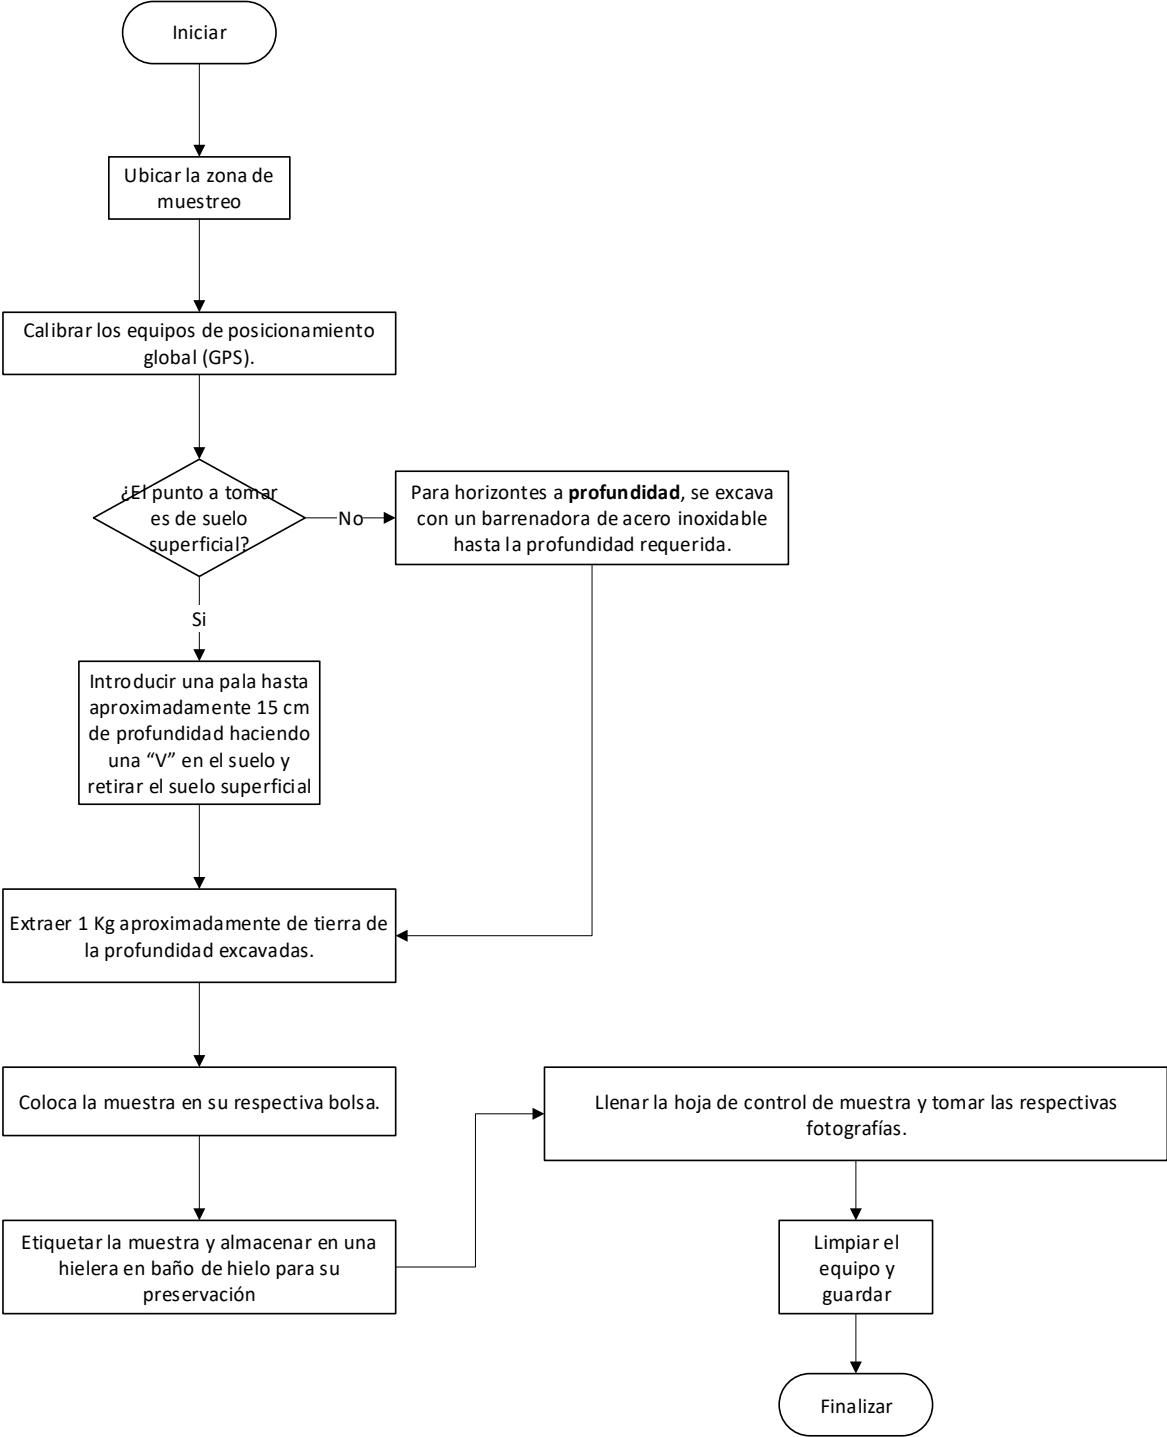 Iniciar
Ubicar la zona de
muestreo
Calibrar los equipos de posicionamiento
global (GPS).
¿El punto a tomar
es de suelo
superficial?
No
Para horizontes a profundidad, se excava
con un barrenadora de acero inoxidable
hasta la profundidad requerida.
Si
Introducir una pala hasta
aproximadamente 15 cm
de profundidad haciendo
una “V” en el suelo y
retirar el suelo superficial
Extraer 1 Kg aproximadamente de tierra de
la profundidad excavadas.
Coloca la muestra en su respectiva bolsa.
Etiquetar la muestra y almacenar en una
hielera en baño de hielo para su
preservación
Llenar la hoja de control de muestra y tomar las respectivas
fotografías.
Limpiar el
equipo y
guardar
Finalizar